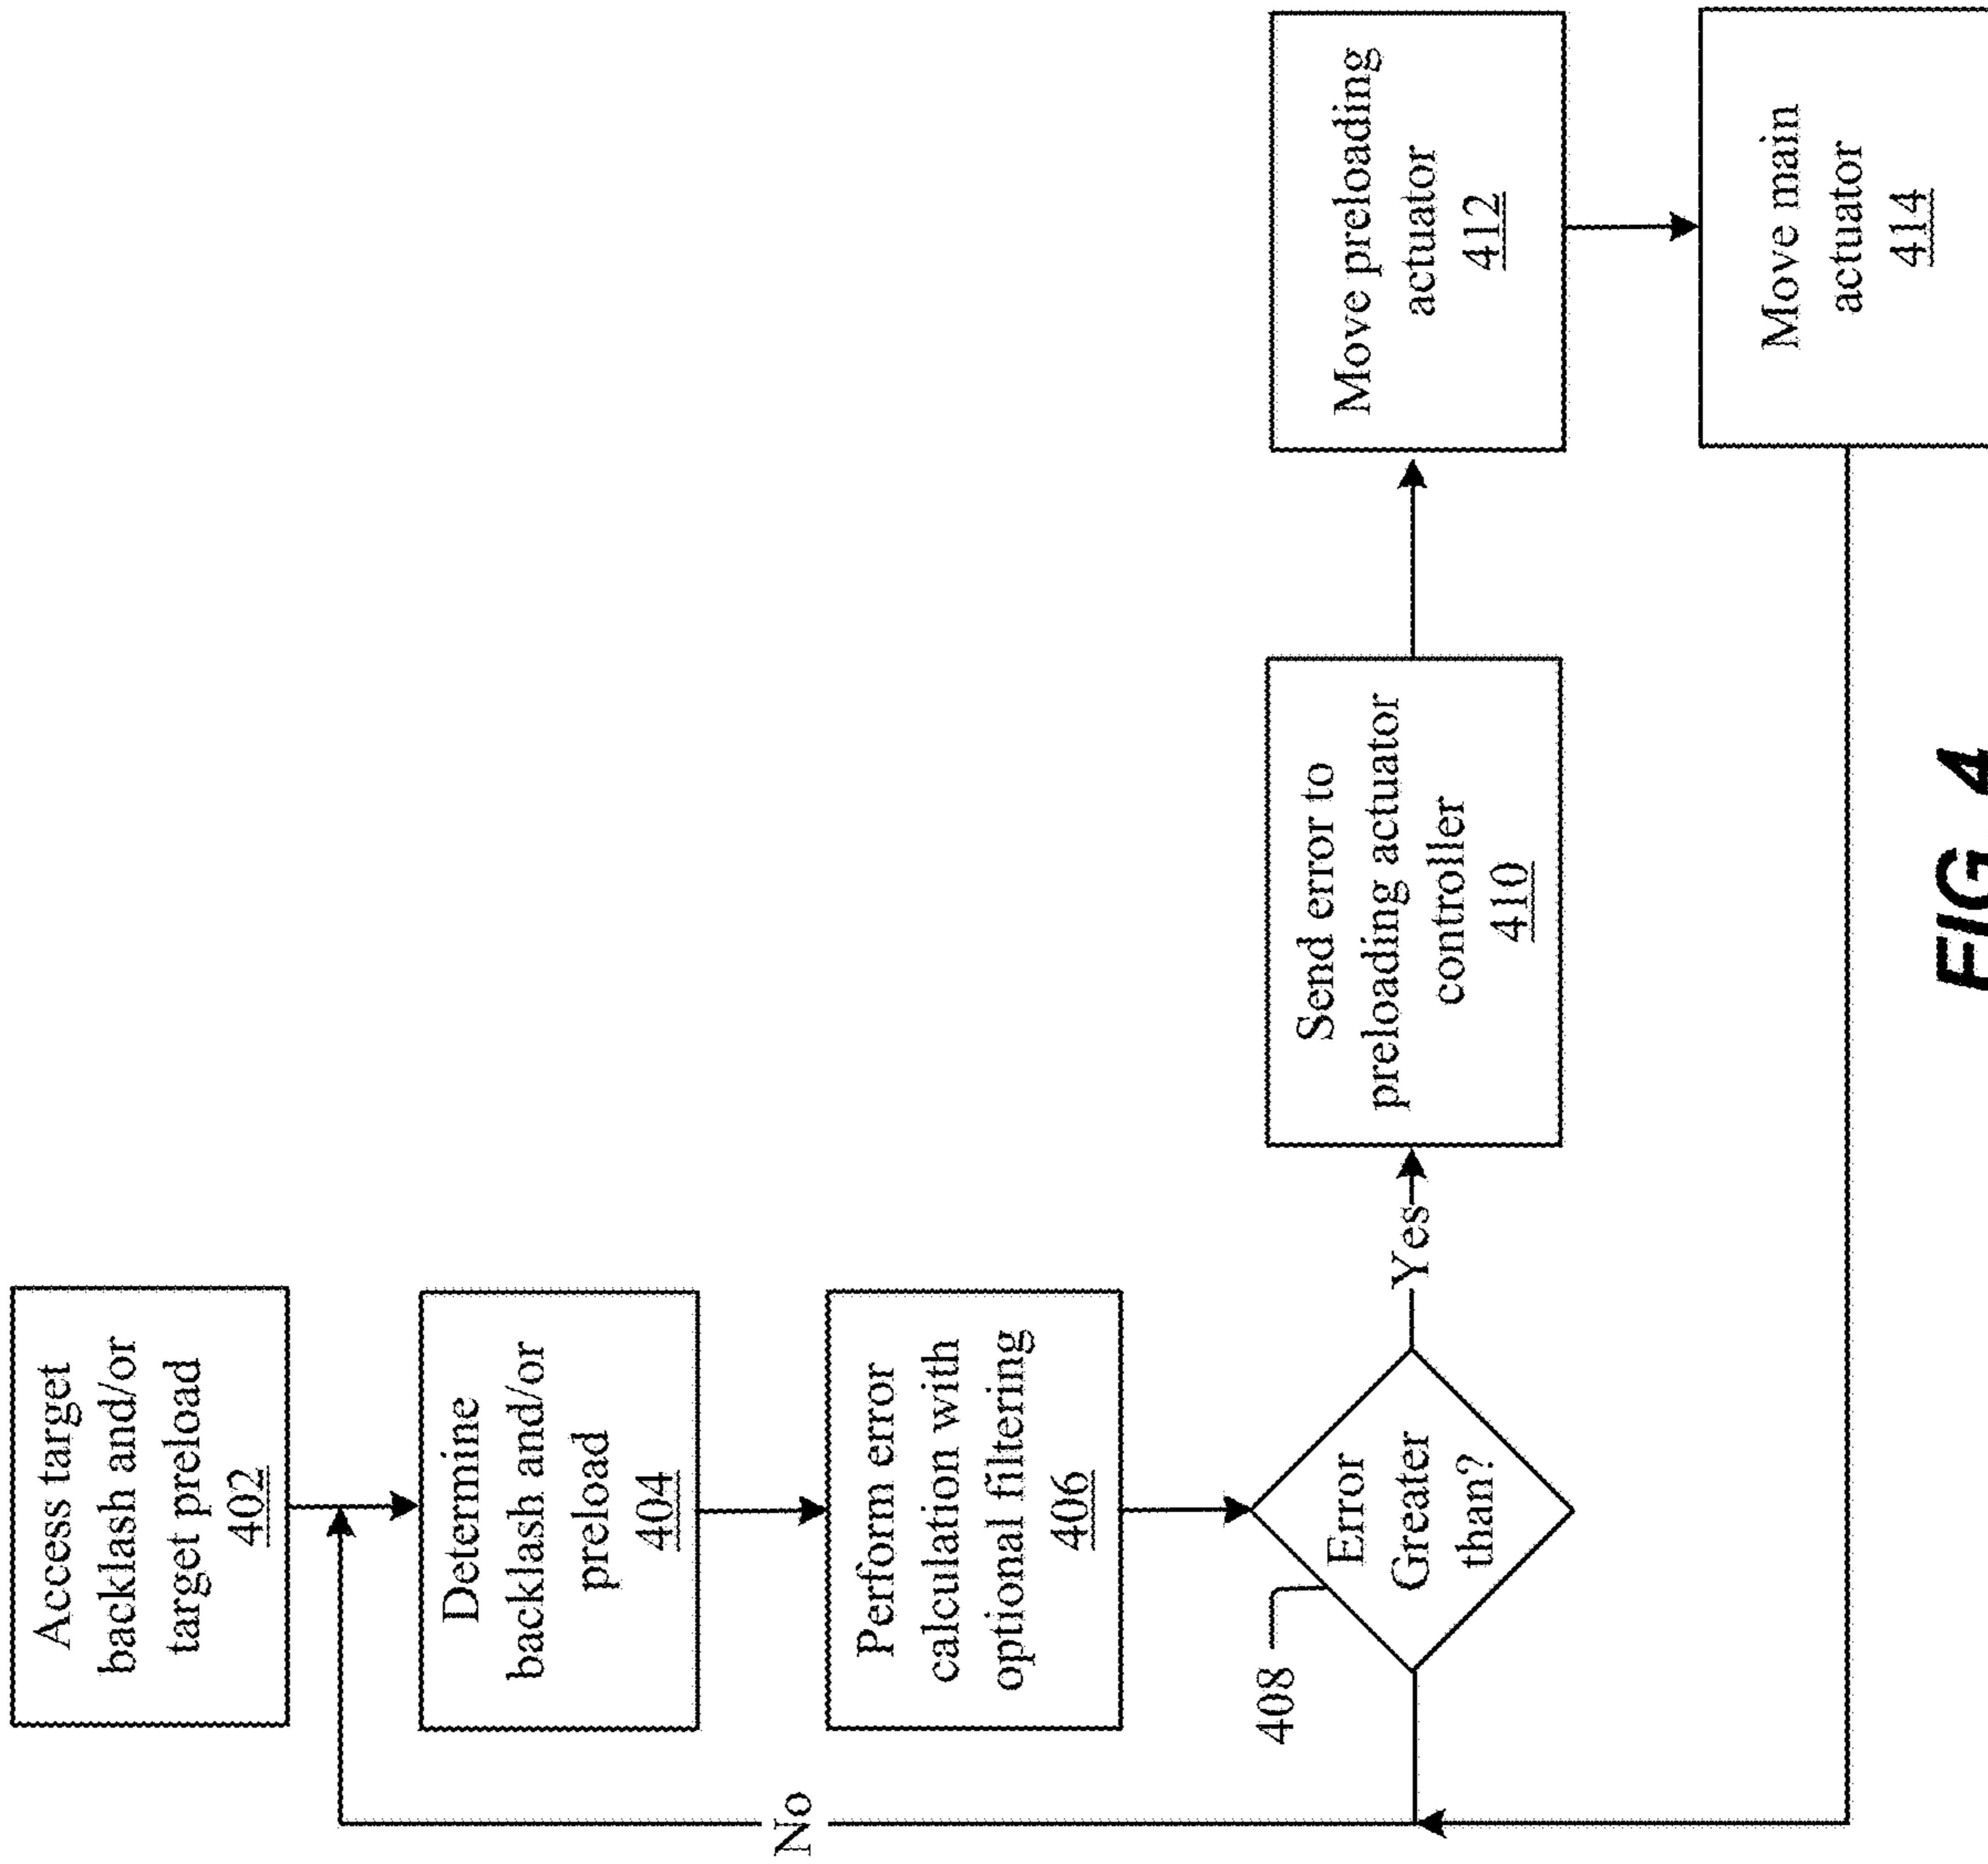 Access target
backlash and/or
target preload
402
Determine
backlash and/or
preload
404
Perform error
calculation with
optional filtering
406
408
Error
Greater
than?
No
Yes
Send error to
preloading actuator
controller
410
Move preloading
actuator
412
Move main
actuator
414
FIG. 4